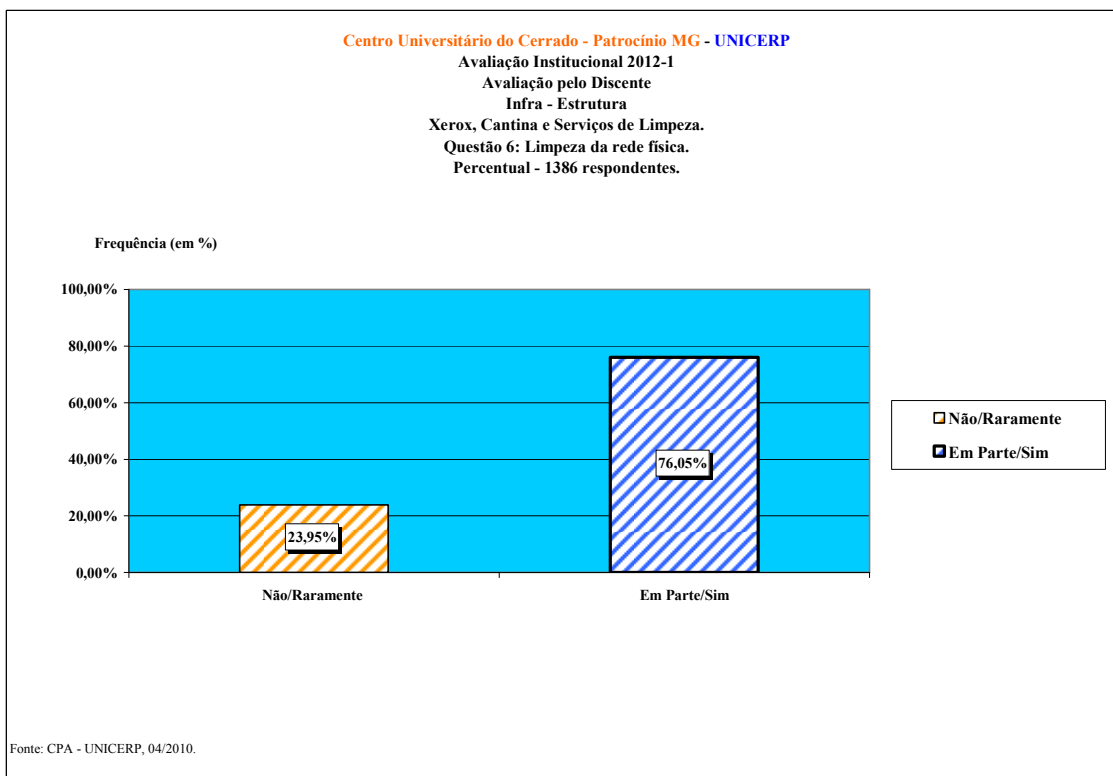 Centro Universitário do Cerrado - Patrocínio MG - UNICERP
Avaliação Institucional 2012-1
Avaliação pelo Discente
Infra - Estrutura
Xerox, Cantina e Serviços de Limpeza.
Questão 6: Limpeza da rede física.
Percentual - 1386 respondentes.
Frequência (em %)
100,00%
80,00%
60,00%
40,00%
20,00%
0,00%
23,95%
76,05%
Não/Raramente
Em Parte/Sim
Não/Raramente
Em Parte/Sim
Fonte: CPA - UNICERP, 04/2010.